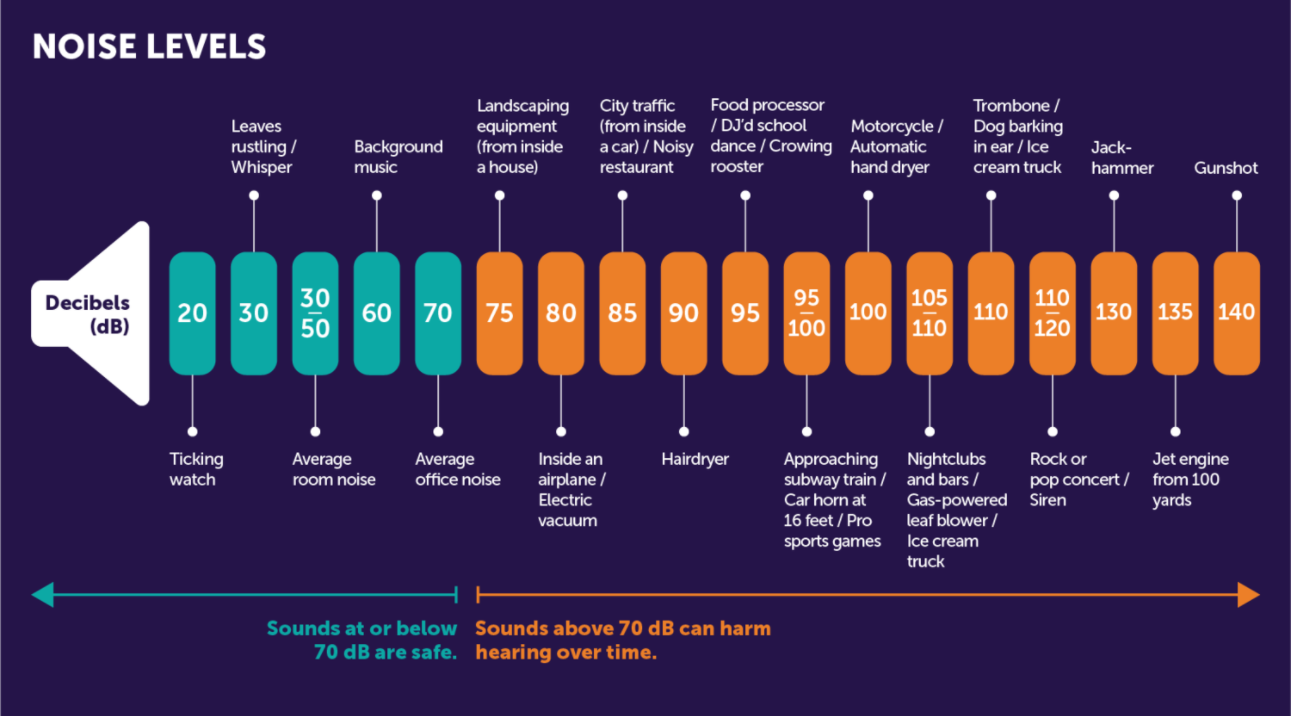 NOISE LEVELS
Landscaping
equipment
(from inside
a house)
City traffic
(from inside
a car) / Noisy
restaurant
Food processor
/ DJ’d school
dance / Crowing
rooster
Trombone /
Dog barking
in ear / Ice
cream truck
Leaves
rustling /
Whisper
Background
music
Motorcycle /
Automatic
hand dryer
Jack-
hammer
Gunshot
Decibels
(dB)
20
30
30
50
60
70
75
80
85
90
95
95
100
100
105
110
110
110
120
130
135
140
Ticking
watch
Average
room noise
Average
office noise
Inside an
airplane /
Electric
vacuum
Hairdryer
Approaching
subway train /
Car horn at
16 feet / Pro
sports games
Nightclubs
and bars /
Gas-powered
leaf blower /
Ice cream
truck
Rock or
pop concert /
Siren
Jet engine
from 100
yards
Sounds at or below
70 dB are safe.
Sounds above 70 dB can harm
hearing over time.